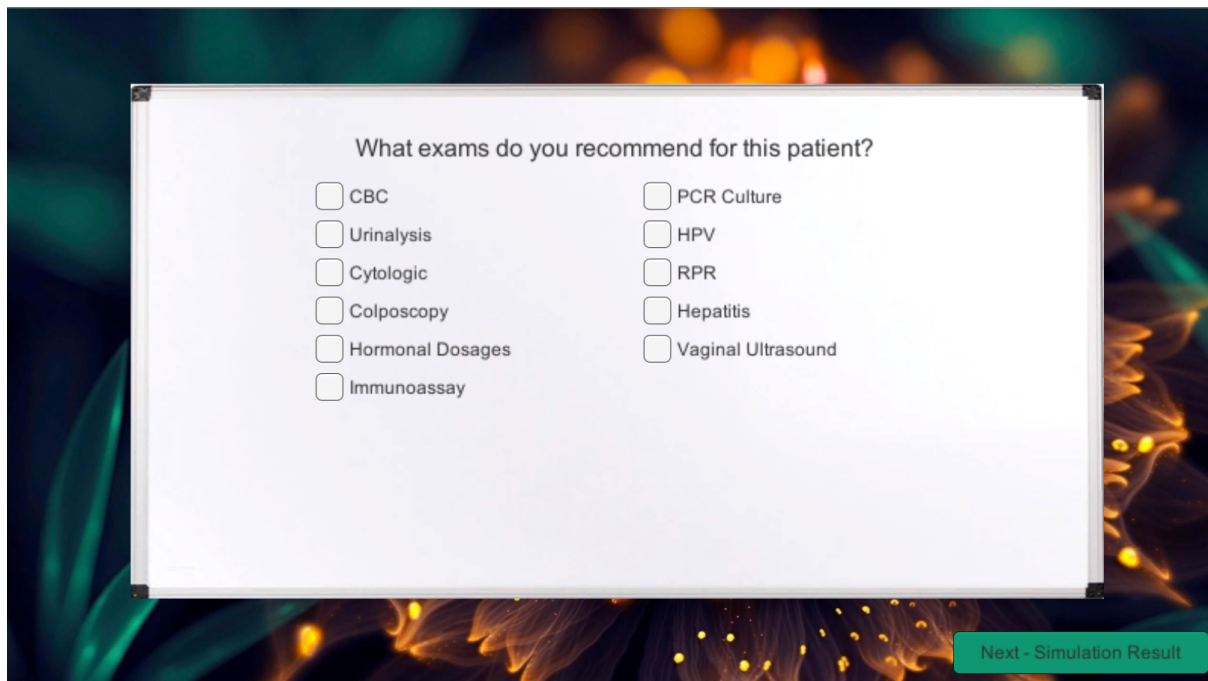 What exams do you recommend for this patient?
CBC
Urinalysis
Cytologic
Colposcopy
Hormonal Dosages
Immunoassay
PCR Culture
HPV
RPR
Hepatitis
Vaginal Ultrasound
Next - Simulation Result